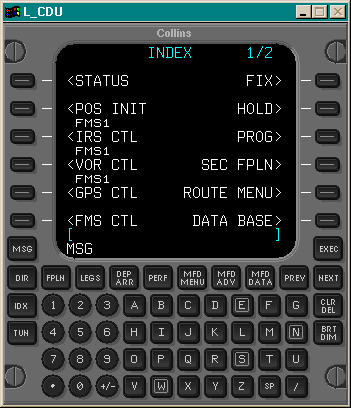 L_CDU
Collins
INDEX 1/2
<STATUS FIX>
<POS INIT HOLD>
FMS1
<IRS CTL PROG>
FMS1
<VOR CTL SEC FPLN>
FMS1
<GPS CTL ROUTE MENU>
<FMS CTL DATA BASE>
[ ]
MSG
MSG EXEC
DIR FPLN LEGS DEP ARR PERF MFD MENU MFD ADV MFD DATA PREV NEXT
IDX 1 2 3 A B C D E F G CLR DEL
TUN 4 5 6 H I J K L M N BRT DIM
7 8 9 O P Q R S T U
• 0 +/- V W X Y Z SP /